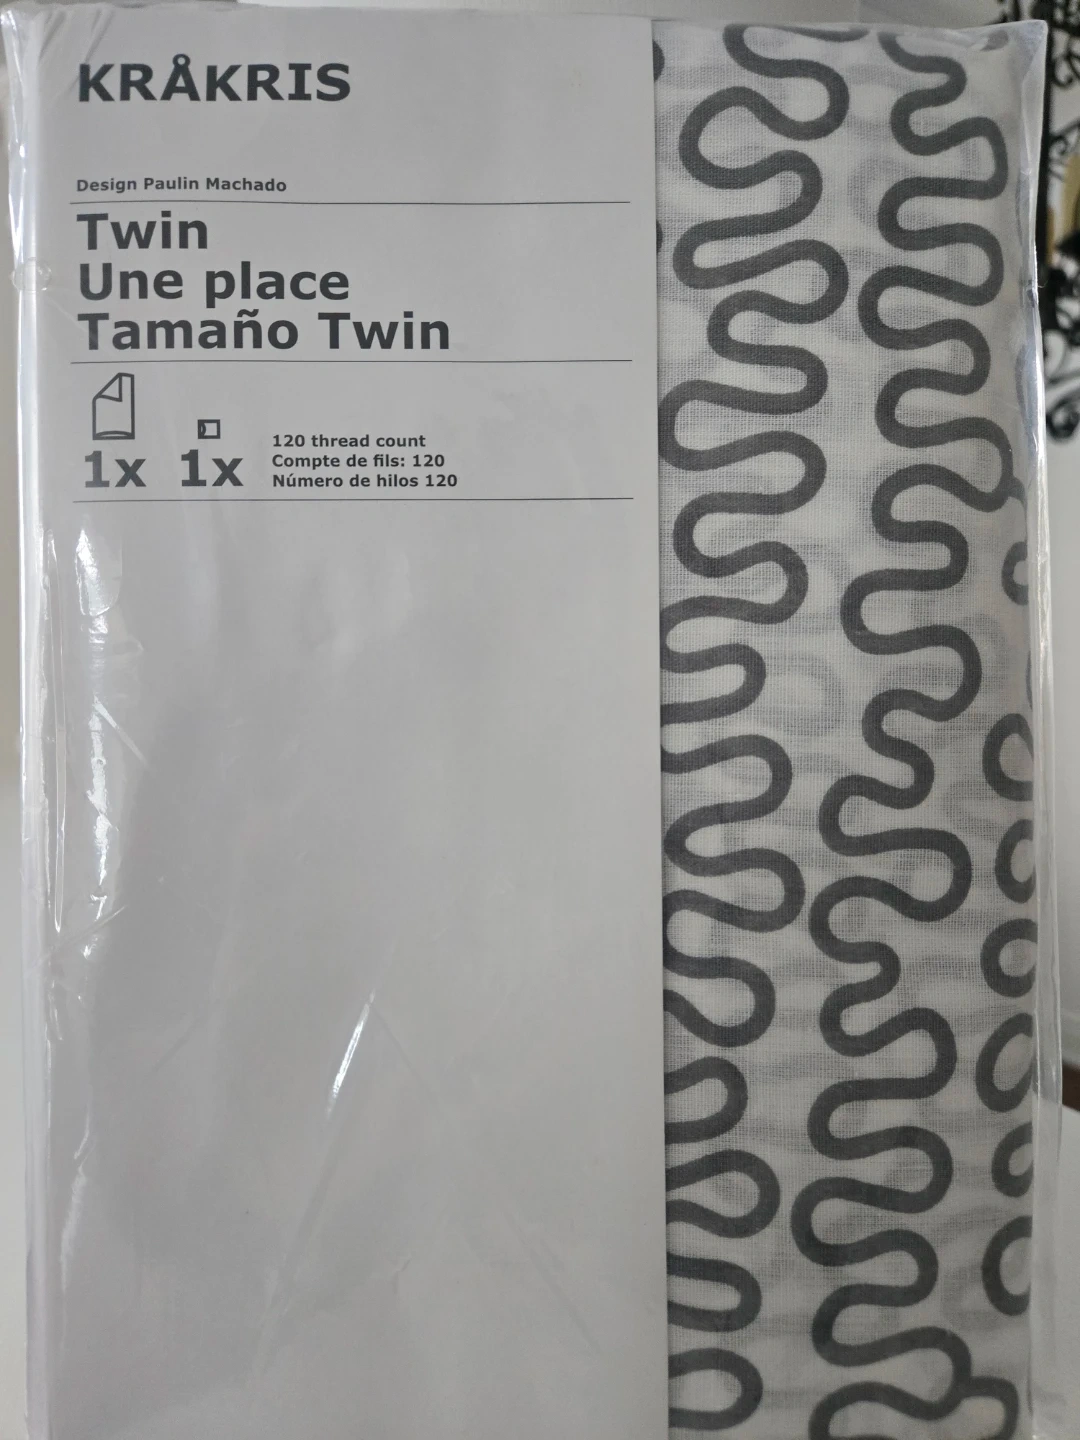 KRÅKRIS
Design Paulin Machado
Twin
Une place
Tamaño Twin
1x 1x
120 thread count
Compte de fils: 120
Número de hilos 120